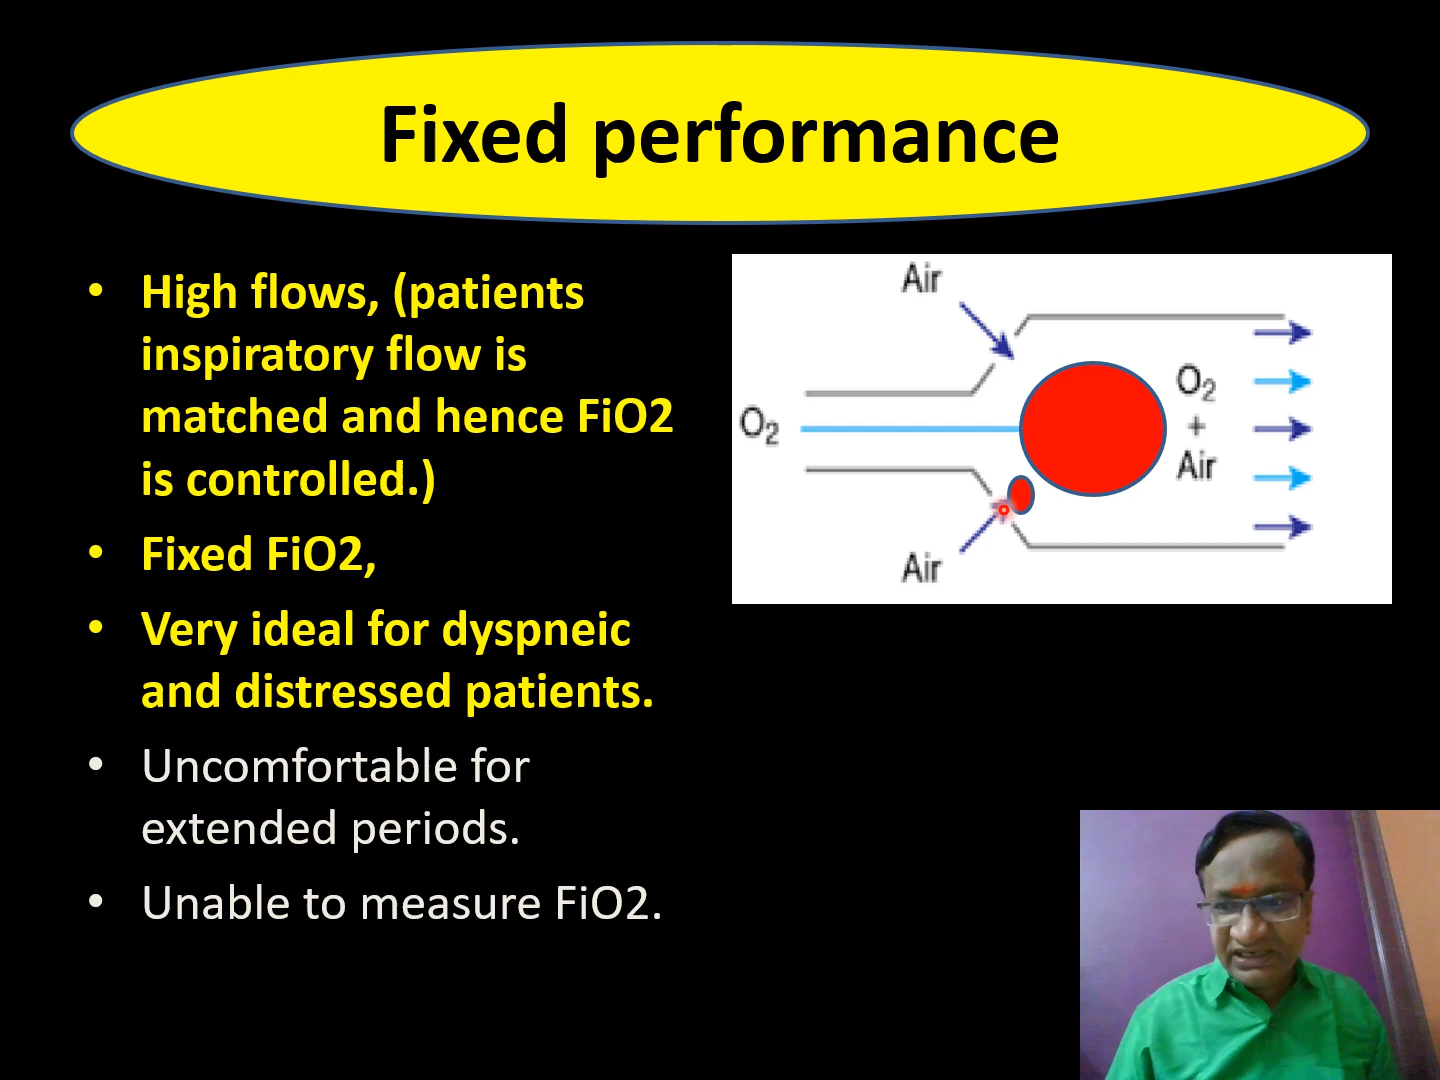 Fixed performance
• High flows, (patients
inspiratory flow is
matched and hence FiO2
is controlled.)
• Fixed FiO2,
• Very ideal for dyspneic
and distressed patients.
• Uncomfortable for
extended periods.
• Unable to measure FiO2.
Air
O₂
O₂
+
Air
Air